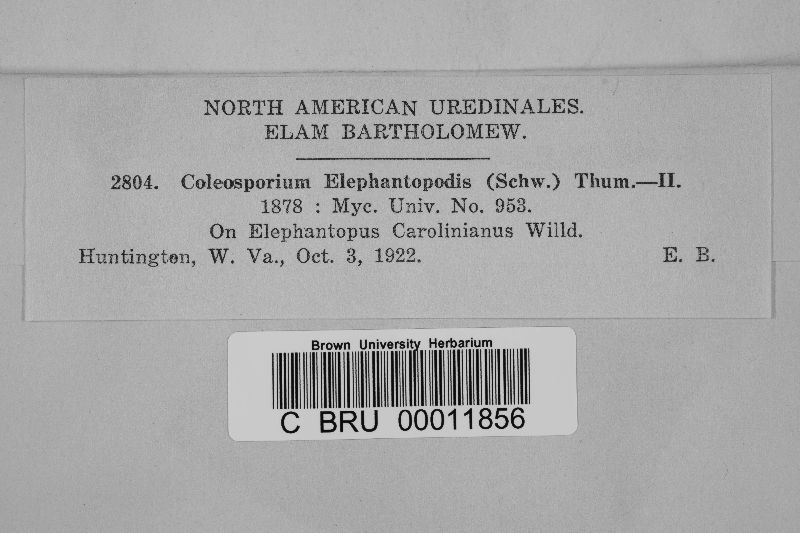 NORTH AMERICAN UREDINALES.
ELAM BARTHOLOMEW.
2804. Coleosporium Elephantopodis (Schw.) Thum.—II.
1878 : Myc. Univ. No. 953.
On Elephantopus Carolinianus Willd.
Huntington, W. Va., Oct. 3, 1922. E. B.
Brown University Herbarium
C BRU 00011856